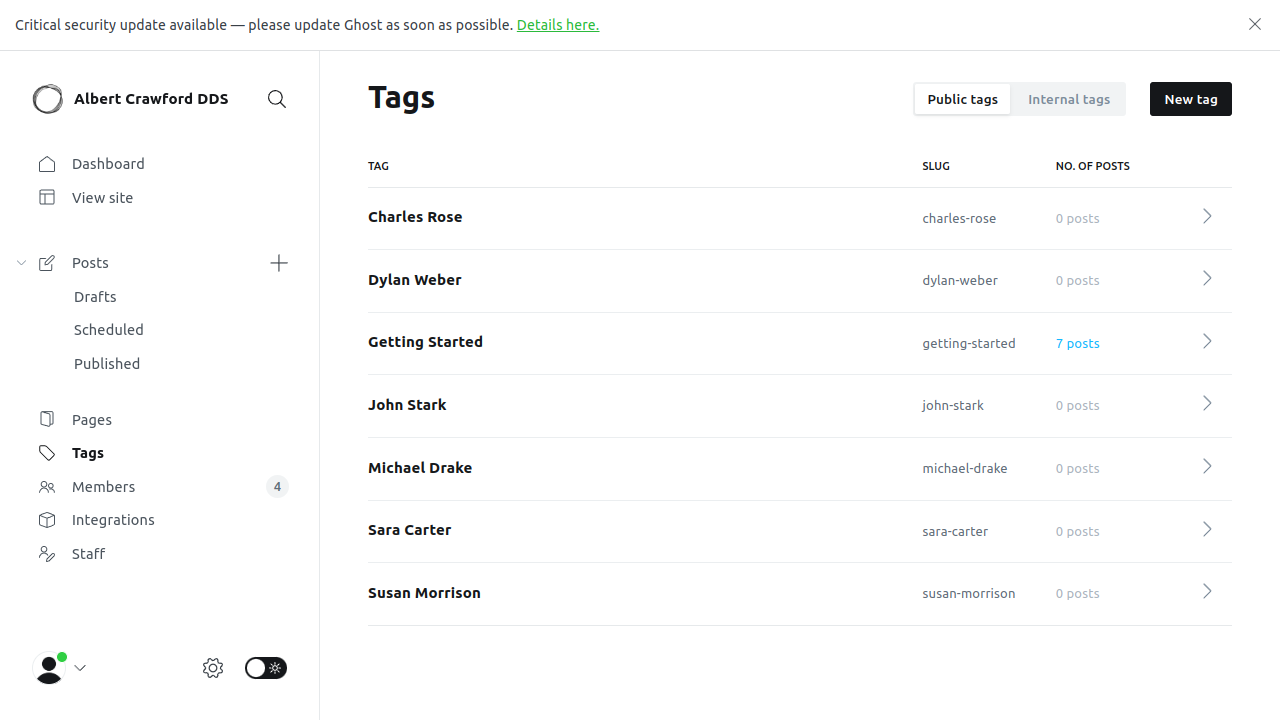 Critical security update available — please update Ghost as soon as possible. Details here.
Albert Crawford DDS
Dashboard
View site
Posts
Drafts
Scheduled
Published
Pages
Tags
Members 4
Integrations
Staff
Tags
Public tags Internal tags New tag
TAG SLUG NO. OF POSTS
Charles Rose charles-rose 0 posts
Dylan Weber dylan-weber 0 posts
Getting Started getting-started 7 posts
John Stark john-stark 0 posts
Michael Drake michael-drake 0 posts
Sara Carter sara-carter 0 posts
Susan Morrison susan-morrison 0 posts